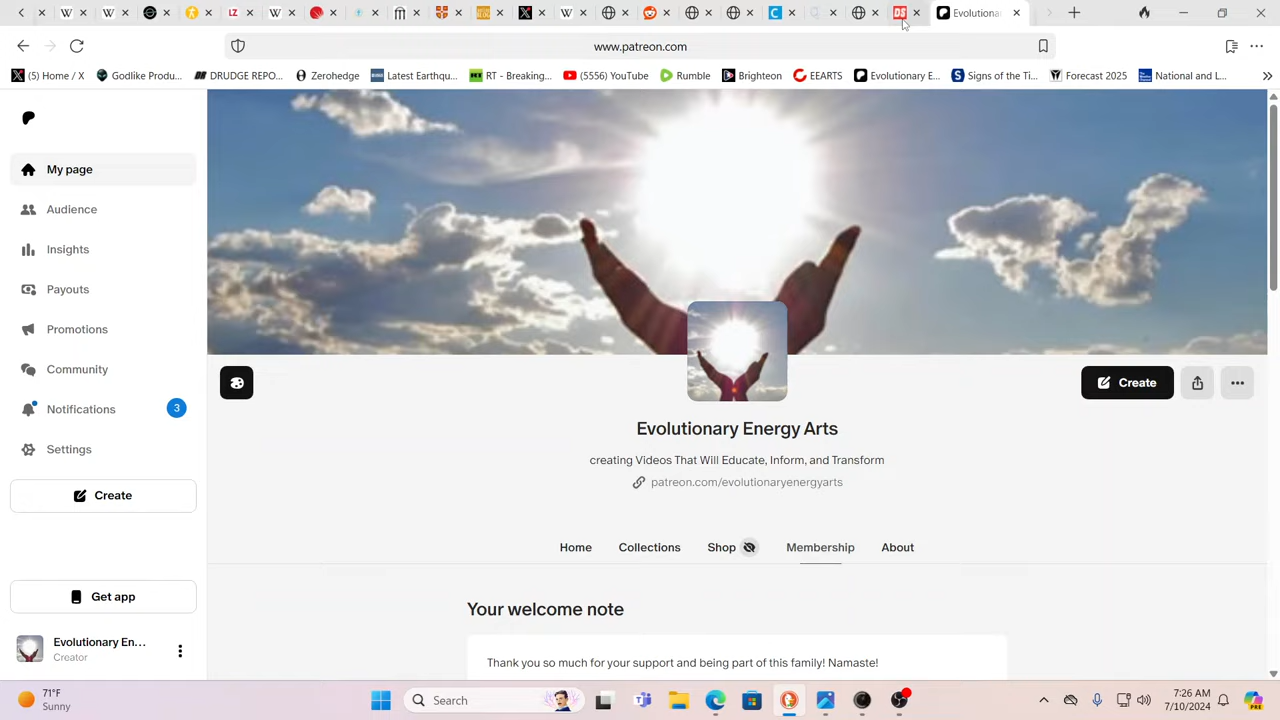 Evolutiona
www.patreon.com
(5) Home / X
Godlike Produ...
DRUDGE REPO...
Zerohedge
Latest Earthqu...
RT - Breaking...
(5556) YouTube
Rumble
Brighteon
EEARTS
Evolutionary E...
Signs of the Ti...
Forecast 2025
National and L...
My page
Audience
Insights
Payouts
Promotions
Community
Notifications 3
Settings
Create
Get app
Evolutionary En...
Creator
Create
Evolutionary Energy Arts
creating Videos That Will Educate, Inform, and Transform
patreon.com/evolutionaryenergyarts
Home Collections Shop Membership About
Your welcome note
Thank you so much for your support and being part of this family! Namaste!
71°F
Sunny
Search
7:26 AM
7/10/2024